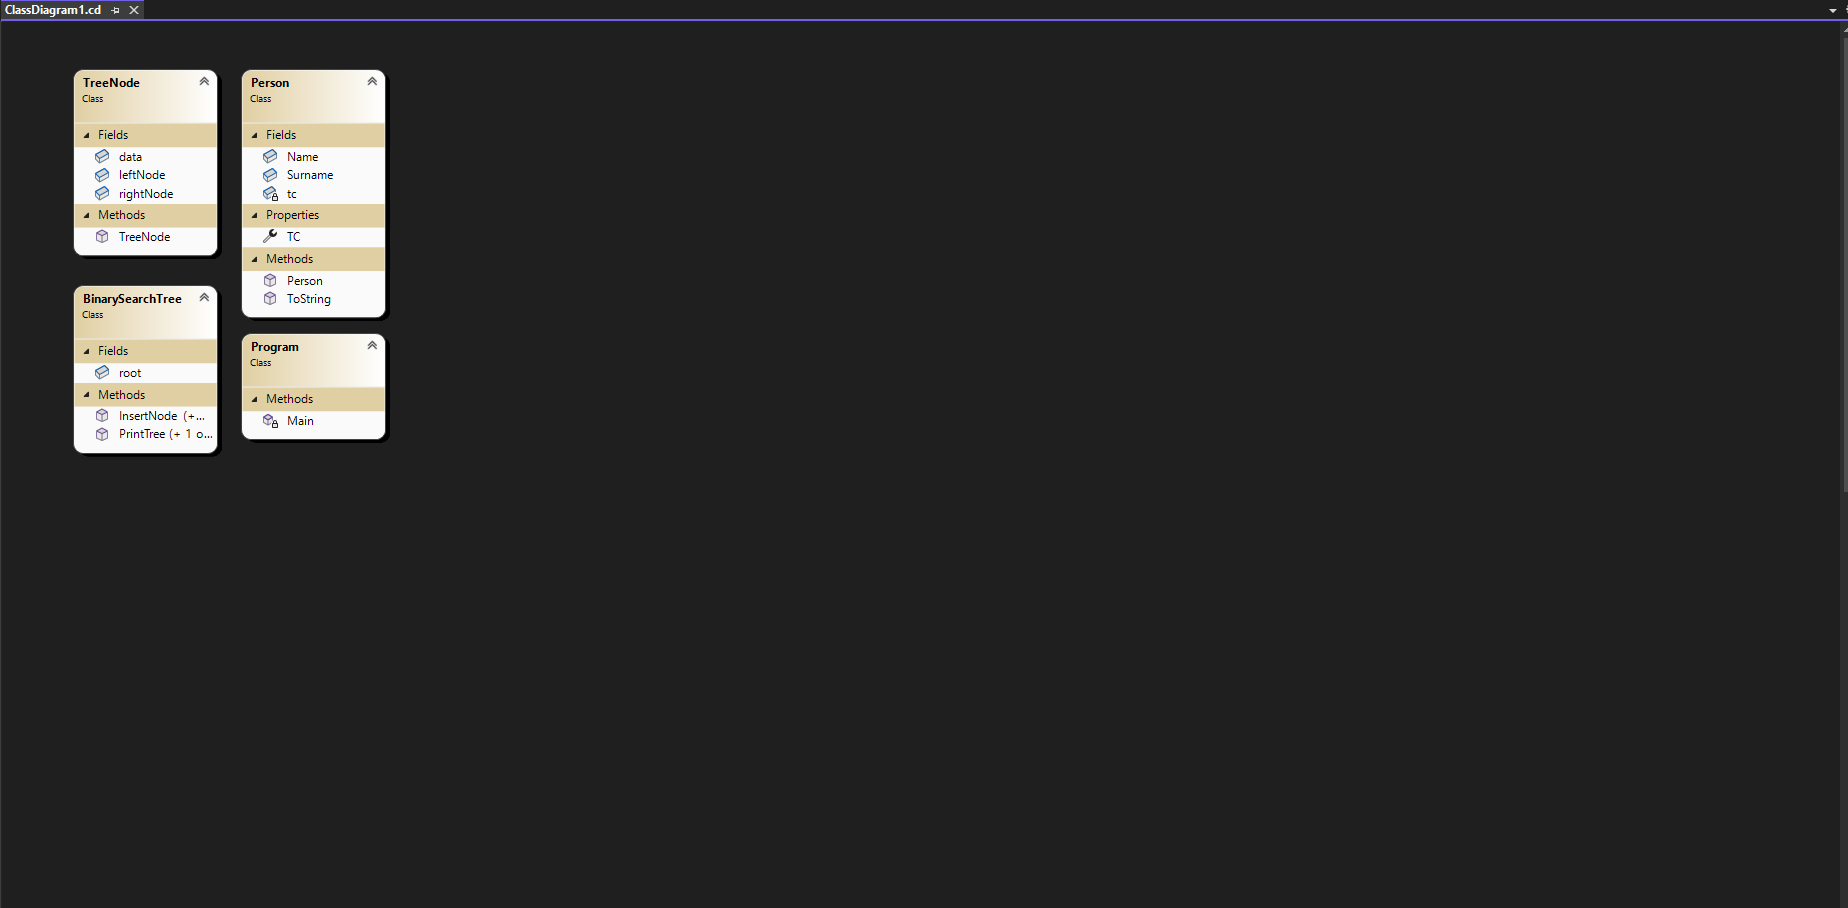 ClassDiagram1.cd
TreeNode
Class
Fields
data
leftNode
rightNode
Methods
TreeNode
Person
Class
Fields
Name
Surname
tc
Properties
TC
Methods
Person
ToString
BinarySearchTree
Class
Fields
root
Methods
InsertNode (+...
PrintTree (+ 1 o...
Program
Class
Methods
Main